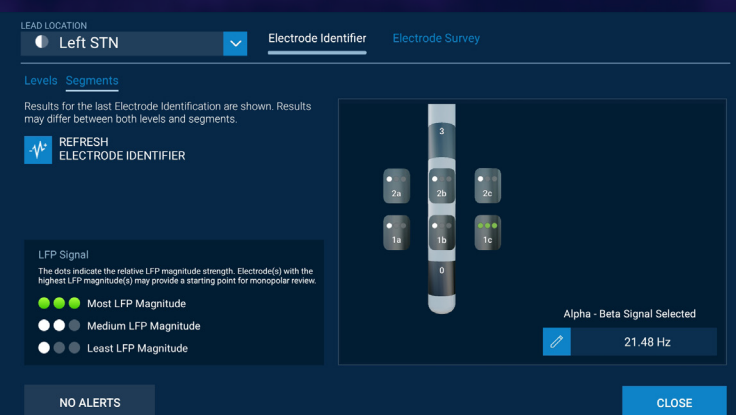 LEAD LOCATION
Left STN
Electrode Identifier
Electrode Survey
Levels Segments
Results for the last Electrode Identification are shown. Results
may differ between both levels and segments.
REFRESH
ELECTRODE IDENTIFIER
LFP Signal
The dots indicate the relative LFP magnitude strength. Electrode(s) with the
highest LFP magnitude(s) may provide a starting point for monopolar review.
Most LFP Magnitude
Medium LFP Magnitude
Least LFP Magnitude
3
2a 2b 2c
1a 1b 1c
0
Alpha - Beta Signal Selected
21.48 Hz
NO ALERTS
CLOSE